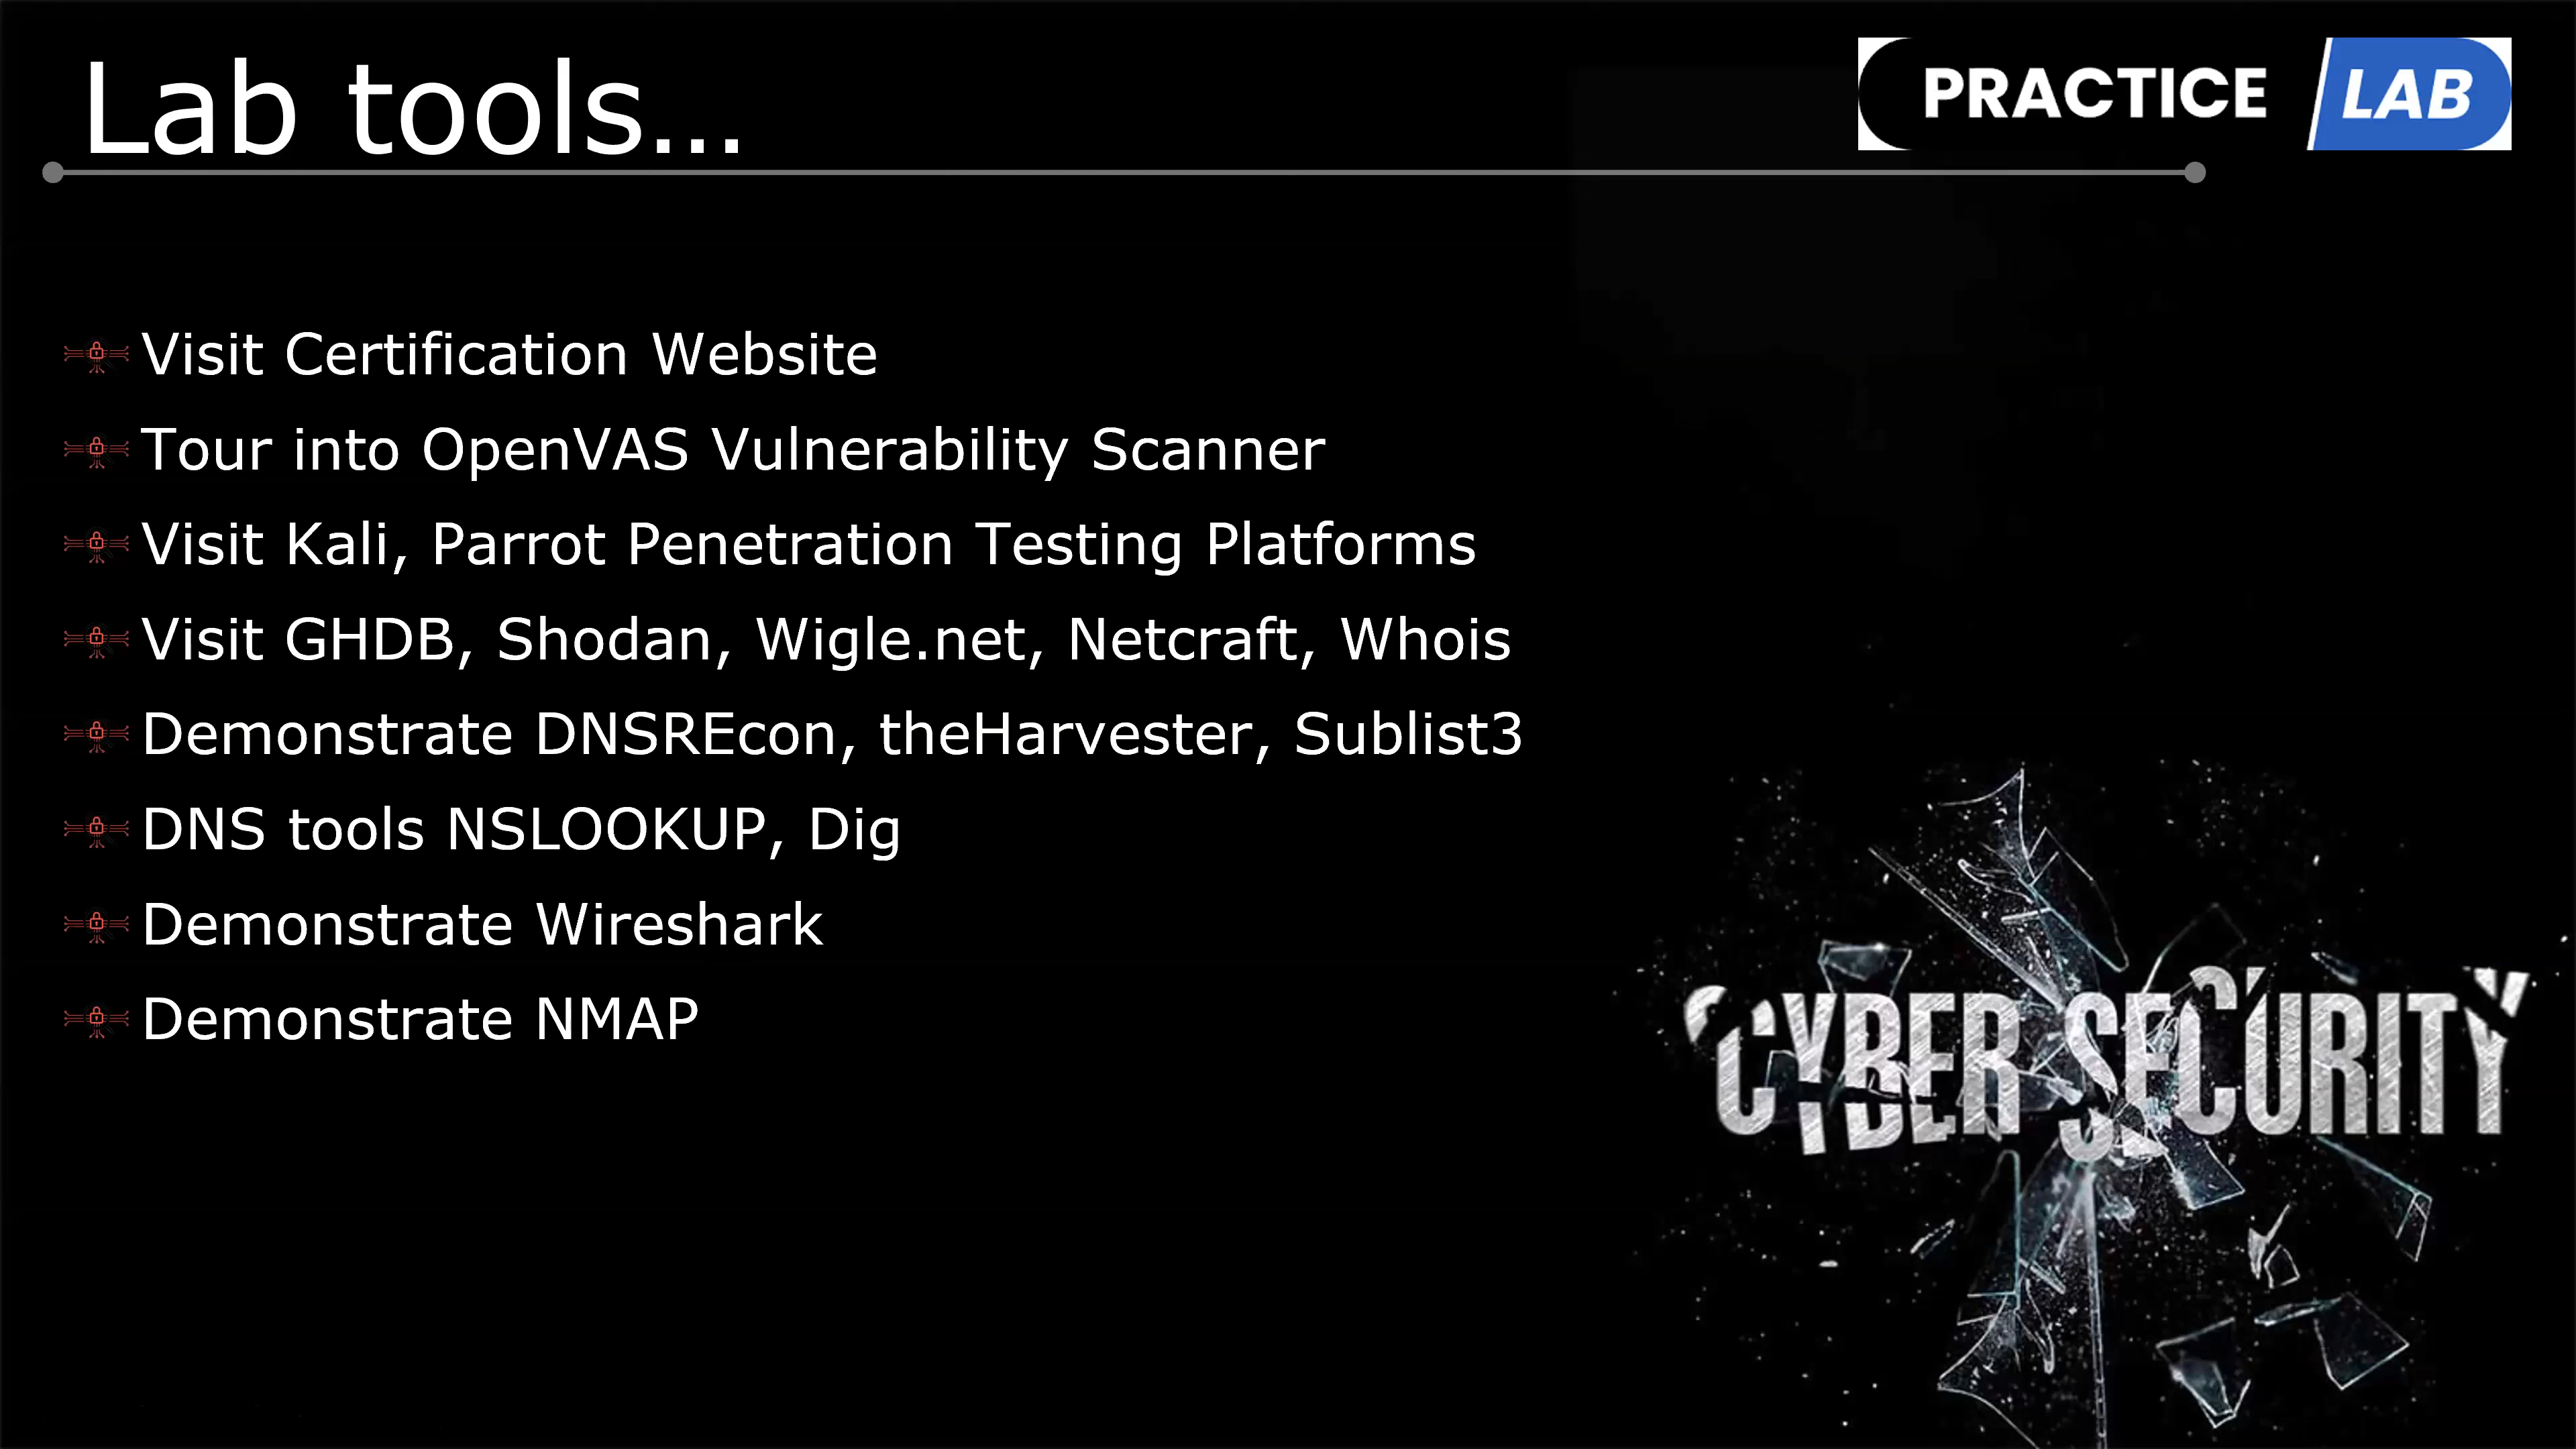 Lab tools...
PRACTICE LAB
Visit Certification Website
Tour into OpenVAS Vulnerability Scanner
Visit Kali, Parrot Penetration Testing Platforms
Visit GHDB, Shodan, Wigle.net, Netcraft, Whois
Demonstrate DNSREcon, theHarvester, Sublist3
DNS tools NSLOOKUP, Dig
Demonstrate Wireshark
Demonstrate NMAP
CYBER SECURITY